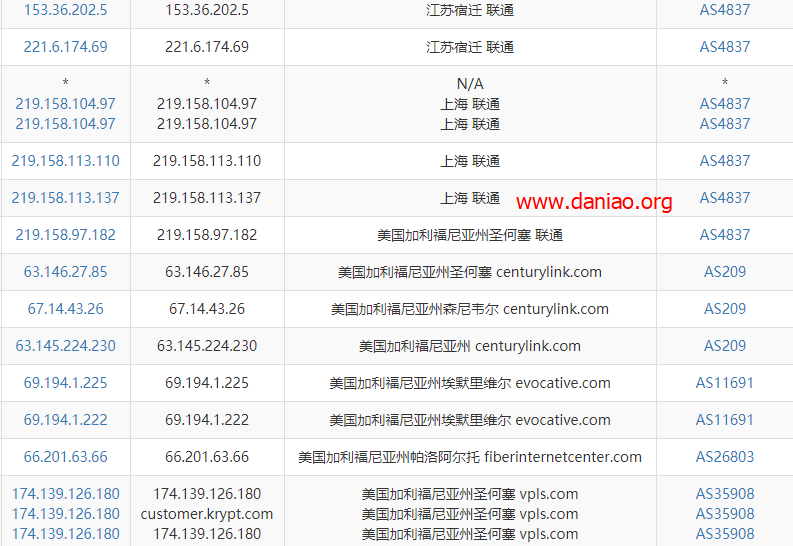 153.36.202.5 153.36.202.5 江苏宿迁 联通 AS4837
221.6.174.69 221.6.174.69 江苏宿迁 联通 AS4837
* * N/A *
219.158.104.97 219.158.104.97 上海 联通 AS4837
219.158.104.97 219.158.104.97 上海 联通 AS4837
219.158.113.110 219.158.113.110 上海 联通 AS4837
219.158.113.137 219.158.113.137 上海 联通 www.daniao.org AS4837
219.158.97.182 219.158.97.182 美国加利福尼亚州圣何塞 联通 AS4837
63.146.27.85 63.146.27.85 美国加利福尼亚州圣何塞 centurylink.com AS209
67.14.43.26 67.14.43.26 美国加利福尼亚州森尼韦尔 centurylink.com AS209
63.145.224.230 63.145.224.230 美国加利福尼亚州 centurylink.com AS209
69.194.1.225 69.194.1.225 美国加利福尼亚州埃默里维尔 evocative.com AS11691
69.194.1.222 69.194.1.222 美国加利福尼亚州埃默里维尔 evocative.com AS11691
66.201.63.66 66.201.63.66 美国加利福尼亚州帕洛阿尔托 fiberinternetcenter.com AS26803
174.139.126.180 174.139.126.180 美国加利福尼亚州圣何塞 vpls.com AS35908
174.139.126.180 customer.krypt.com 美国加利福尼亚州圣何塞 vpls.com AS35908
174.139.126.180 174.139.126.180 美国加利福尼亚州圣何塞 vpls.com AS35908